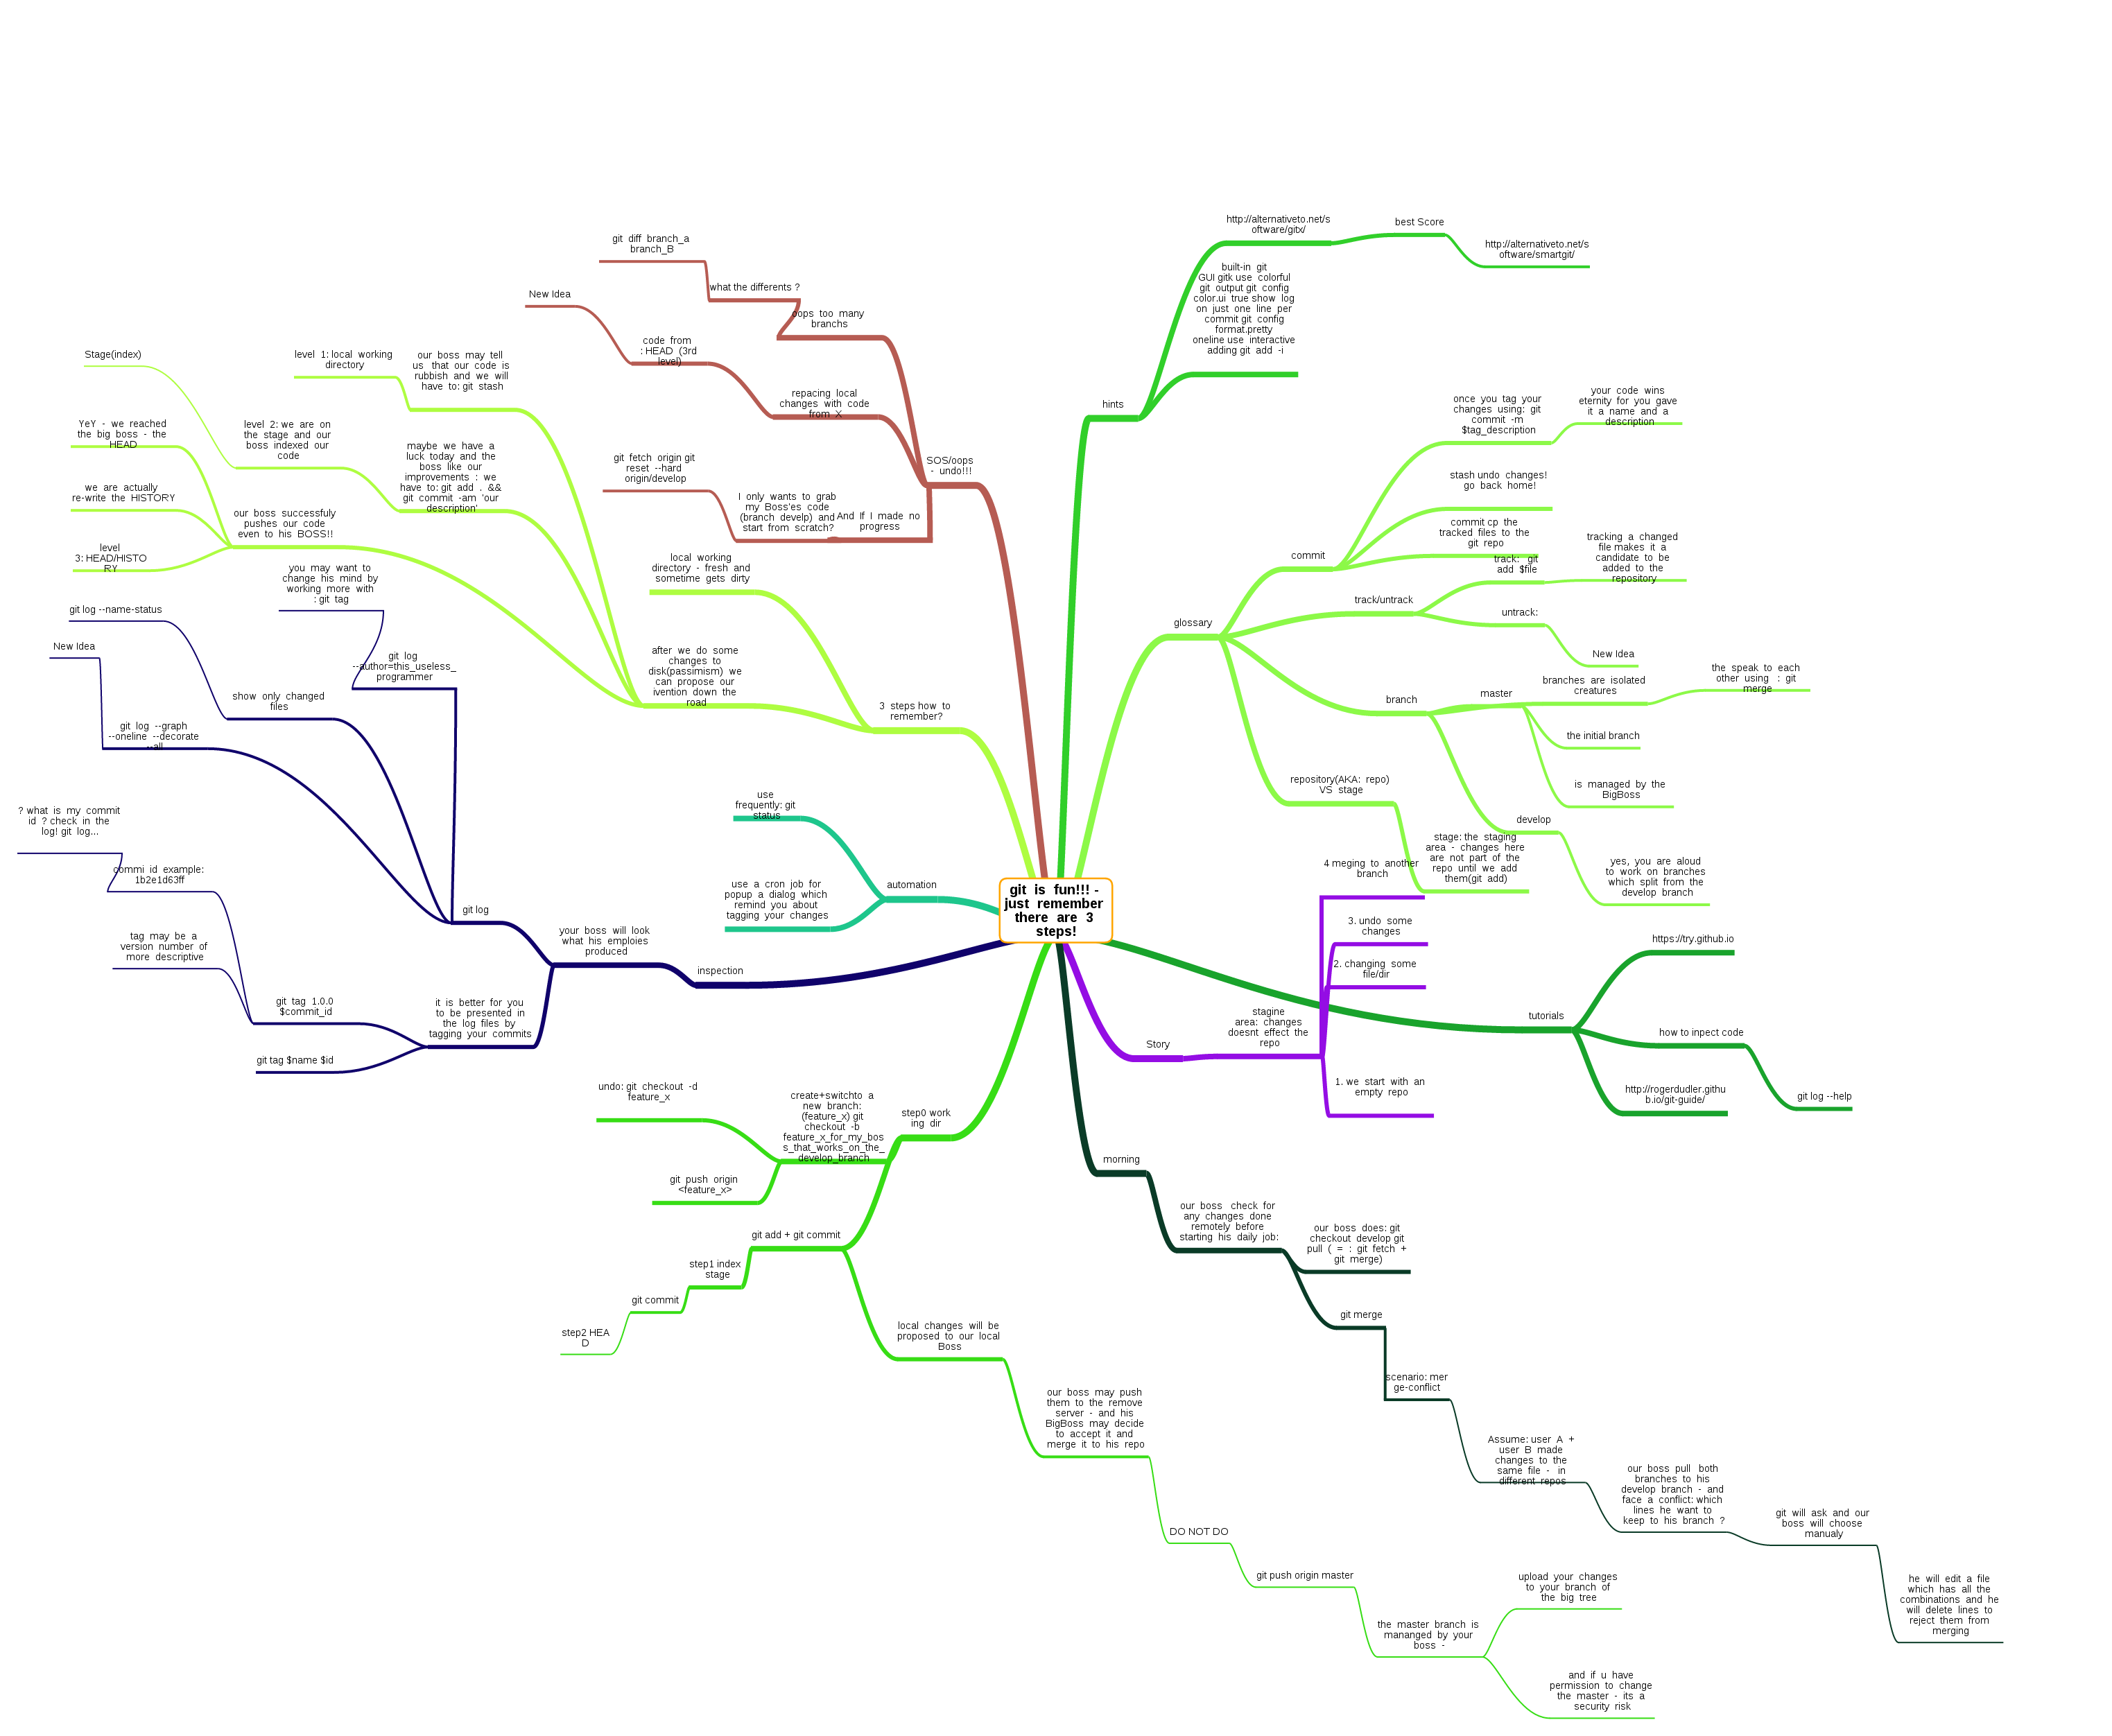 git is fun!!! -
just remember
there are 3
steps!
hints
http://alternativeto.net/s
oftware/gitx/
best Score
http://alternativeto.net/s
oftware/smartgit/
built-in git
GUI gitk use colorful
git output git config
color.ui true show log
on just one line per
commit git config
format.pretty
oneline use interactive
adding git add -i
glossary
commit
once you tag your
changes using: git
commit -m
$tag_description
your code wins
eternity for you gave
it a name and a
description
stash undo changes!
go back home!
commit cp the
tracked files to the
git repo
track/untrack
track: git
add $file
tracking a changed
file makes it a
candidate to be
added to the
repository
untrack:
New Idea
branch
master
branches are isolated
creatures
the speak to each
other using : git
merge
the initial branch
is managed by the
BigBoss
develop
yes, you are aloud
to work on branches
which split from the
develop branch
repository(AKA: repo)
VS stage
stage: the staging
area - changes here
are not part of the
repo until we add
them(git add)
tutorials
https://try.github.io
how to inpect code
git log --help
http://rogerdudler.githu
b.io/git-guide/
Story
stagine
area: changes
doesnt effect the
repo
4 meging to another
branch
3. undo some
changes
2. changing some
file/dir
1. we start with an
empty repo
morning
our boss check for
any changes done
remotely before
starting his daily job:
our boss does: git
checkout develop git
pull ( = : git fetch +
git merge)
git merge
scenario: mer
ge-conflict
Assume: user A +
user B made
changes to the
same file - in
different repos
our boss pull both
branches to his
develop branch - and
face a conflict: which
lines he want to
keep to his branch ?
git will ask and our
boss will choose
manualy
he will edit a file
which has all the
combinations and he
will delete lines to
reject them from
merging
step0 work
ing dir
create+switchto a
new branch:
(feature_x) git
checkout -b
feature_x_for_my_bos
s_that_works_on_the_
develop_branch
undo: git checkout -d
feature_x
git push origin
<feature_x>
git add + git commit
step1 index
stage
git commit
step2 HEA
D
local changes will be
proposed to our local
Boss
our boss may push
them to the remove
server - and his
BigBoss may decide
to accept it and
merge it to his repo
DO NOT DO
git push origin master
the master branch is
mananged by your
boss -
upload your changes
to your branch of
the big tree
and if u have
permission to change
the master - its a
security risk
inspection
your boss will look
what his emploies
produced
git log
git log
--author=this_useless_
programmer
you may want to
change his mind by
working more with
: git tag
show only changed
files
git log --name-status
git log --graph
--oneline --decorate
--all
New Idea
it is better for you
to be presented in
the log files by
tagging your commits
git tag 1.0.0
$commit_id
commi id example:
1b2e1d63ff
? what is my commit
id ? check in the
log! git log...
tag may be a
version number of
more descriptive
git tag $name $id
automation
use
frequently: git
status
use a cron job for
popup a dialog which
remind you about
tagging your changes
3 steps how to
remember?
local working
directory - fresh and
sometime gets dirty
after we do some
changes to
disk(passimism) we
can propose our
ivention down the
road
our boss may tell
us that our code is
rubbish and we will
have to: git stash
level 1: local working
directory
maybe we have a
luck today and the
boss like our
improvements : we
have to: git add . &&
git commit -am 'our
description'
level 2: we are on
the stage and our
boss indexed our
code
Stage(index)
our boss successfuly
pushes our code
even to his BOSS!!
YeY - we reached
the big boss - the
HEAD
we are actually
re-write the HISTORY
level
3: HEAD/HISTO
RY
SOS/oops
- undo!!!
oops too many
branchs
what the differents ?
git diff branch_a
branch_B
repacing local
changes with code
from X
code from
: HEAD (3rd
level)
New Idea
And If I made no
progress
I only wants to grab
my Boss'es code
(branch develp) and
start from scratch?
git fetch origin git
reset --hard
origin/develop